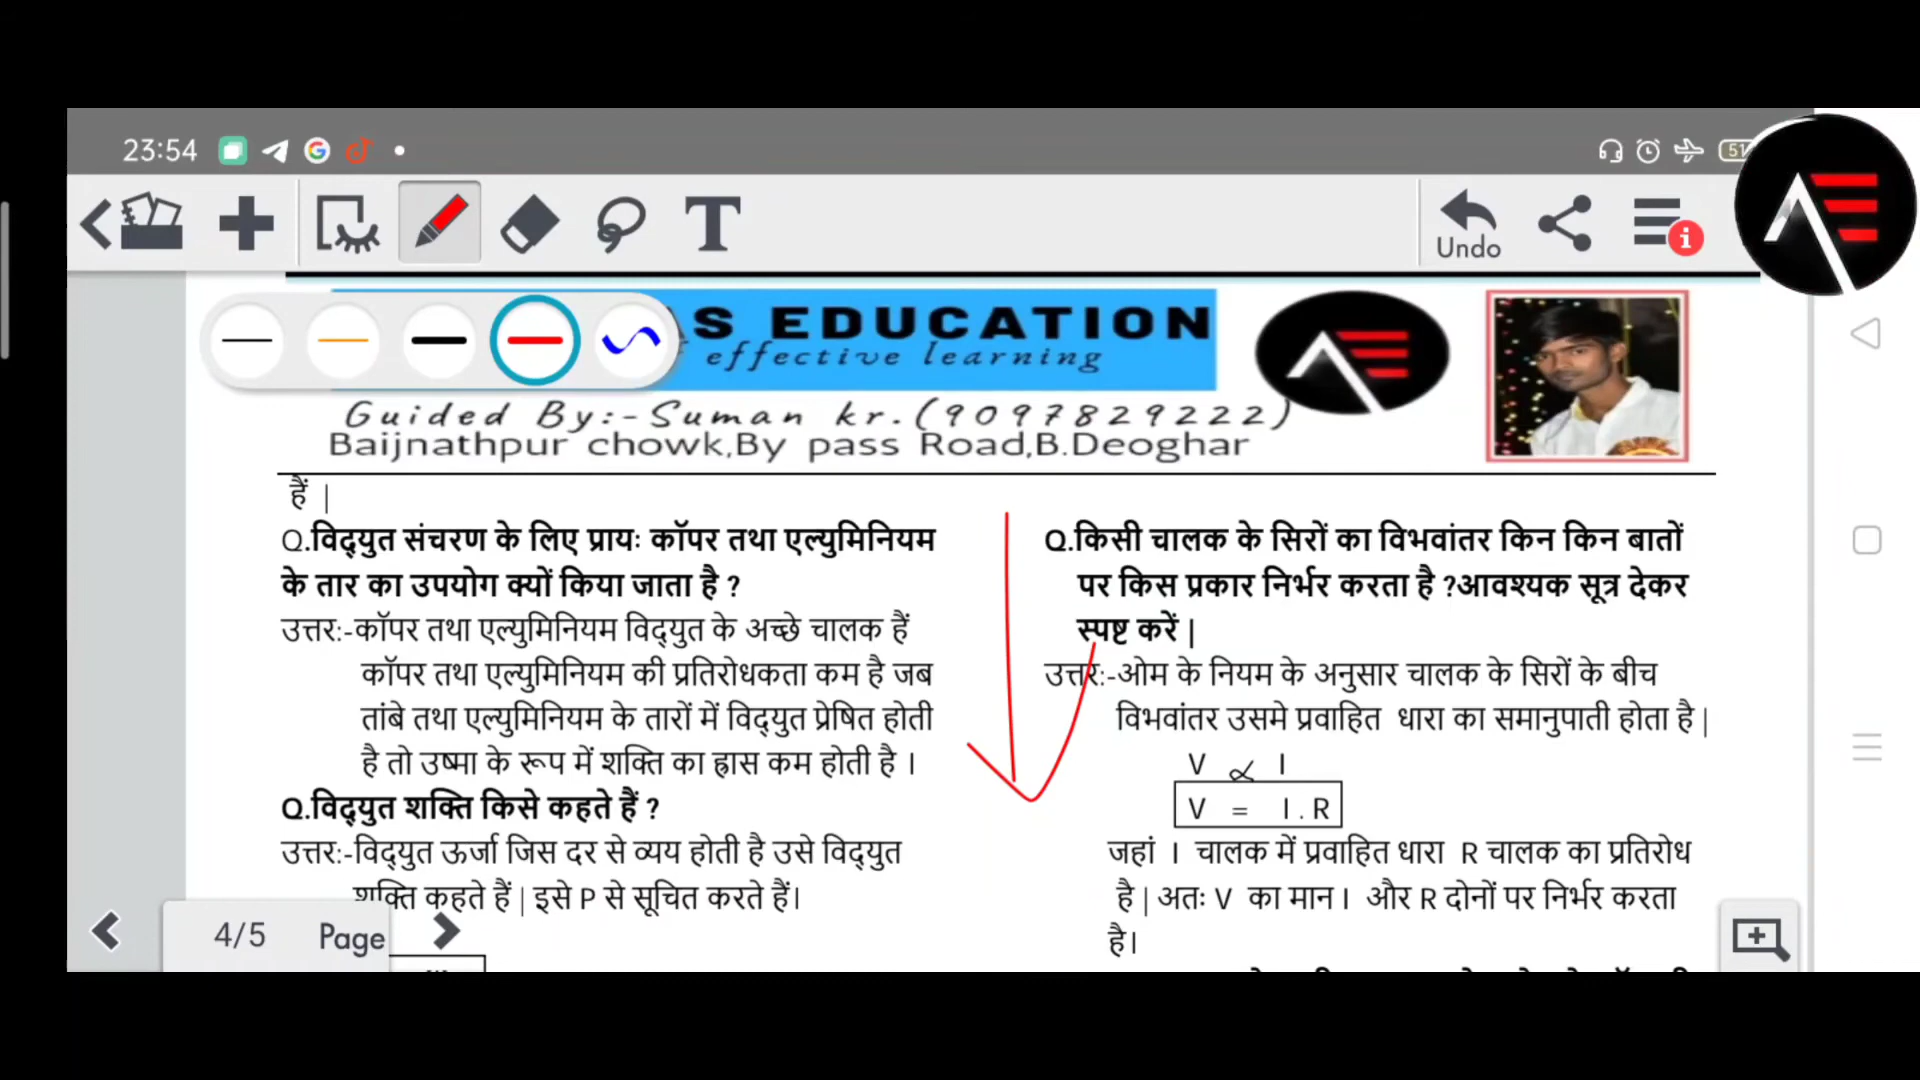 23:54
51
Undo
S EDUCATION
effective learning
Guided By:-Suman kr.(9097829222)
Baijnathpur chowk,By pass Road,B.Deoghar
हैं |
Q.विद्युत संचरण के लिए प्रायः कॉपर तथा एल्युमिनियम
के तार का उपयोग क्यों किया जाता है ?
उत्तर:-कॉपर तथा एल्युमिनियम विद्युत के अच्छे चालक हैं
कॉपर तथा एल्युमिनियम की प्रतिरोधकता कम है जब
तांबे तथा एल्युमिनियम के तारों में विद्युत प्रेषित होती
है तो उष्मा के रूप में शक्ति का ह्रास कम होती है ।
Q.विद्युत शक्ति किसे कहते हैं ?
उत्तर:-विद्युत ऊर्जा जिस दर से व्यय होती है उसे विद्युत
शक्ति कहते हैं | इसे P से सूचित करते हैं।
Q.किसी चालक के सिरों का विभवांतर किन किन बातों
पर किस प्रकार निर्भर करता है ?आवश्यक सूत्र देकर
स्पष्ट करें |
उत्तर:-ओम के नियम के अनुसार चालक के सिरों के बीच
विभवांतर उसमे प्रवाहित धारा का समानुपाती होता है |
V ∝ I
V = I.R
जहां I चालक में प्रवाहित धारा R चालक का प्रतिरोध
है | अतः V का मान I और R दोनों पर निर्भर करता
है।
4/5 Page